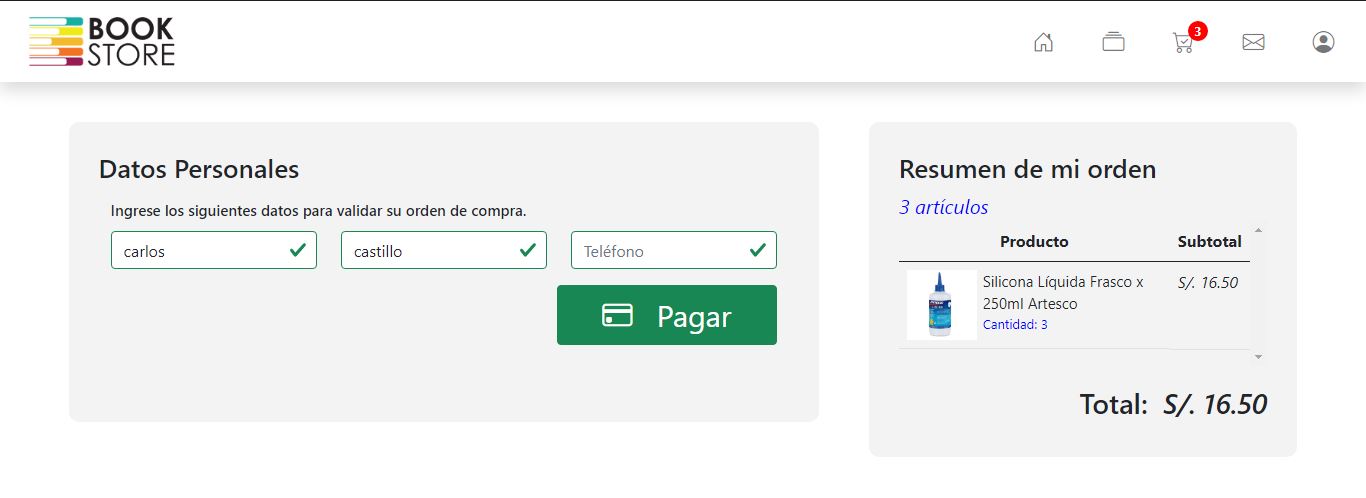 BOOK
STORE
3
Datos Personales
Ingrese los siguientes datos para validar su orden de compra.
carlos
castillo
Teléfono
Pagar
Resumen de mi orden
3 artículos
Producto Subtotal
Silicona Líquida Frasco x
250ml Artesco
Cantidad: 3
S/. 16.50
Total: S/. 16.50